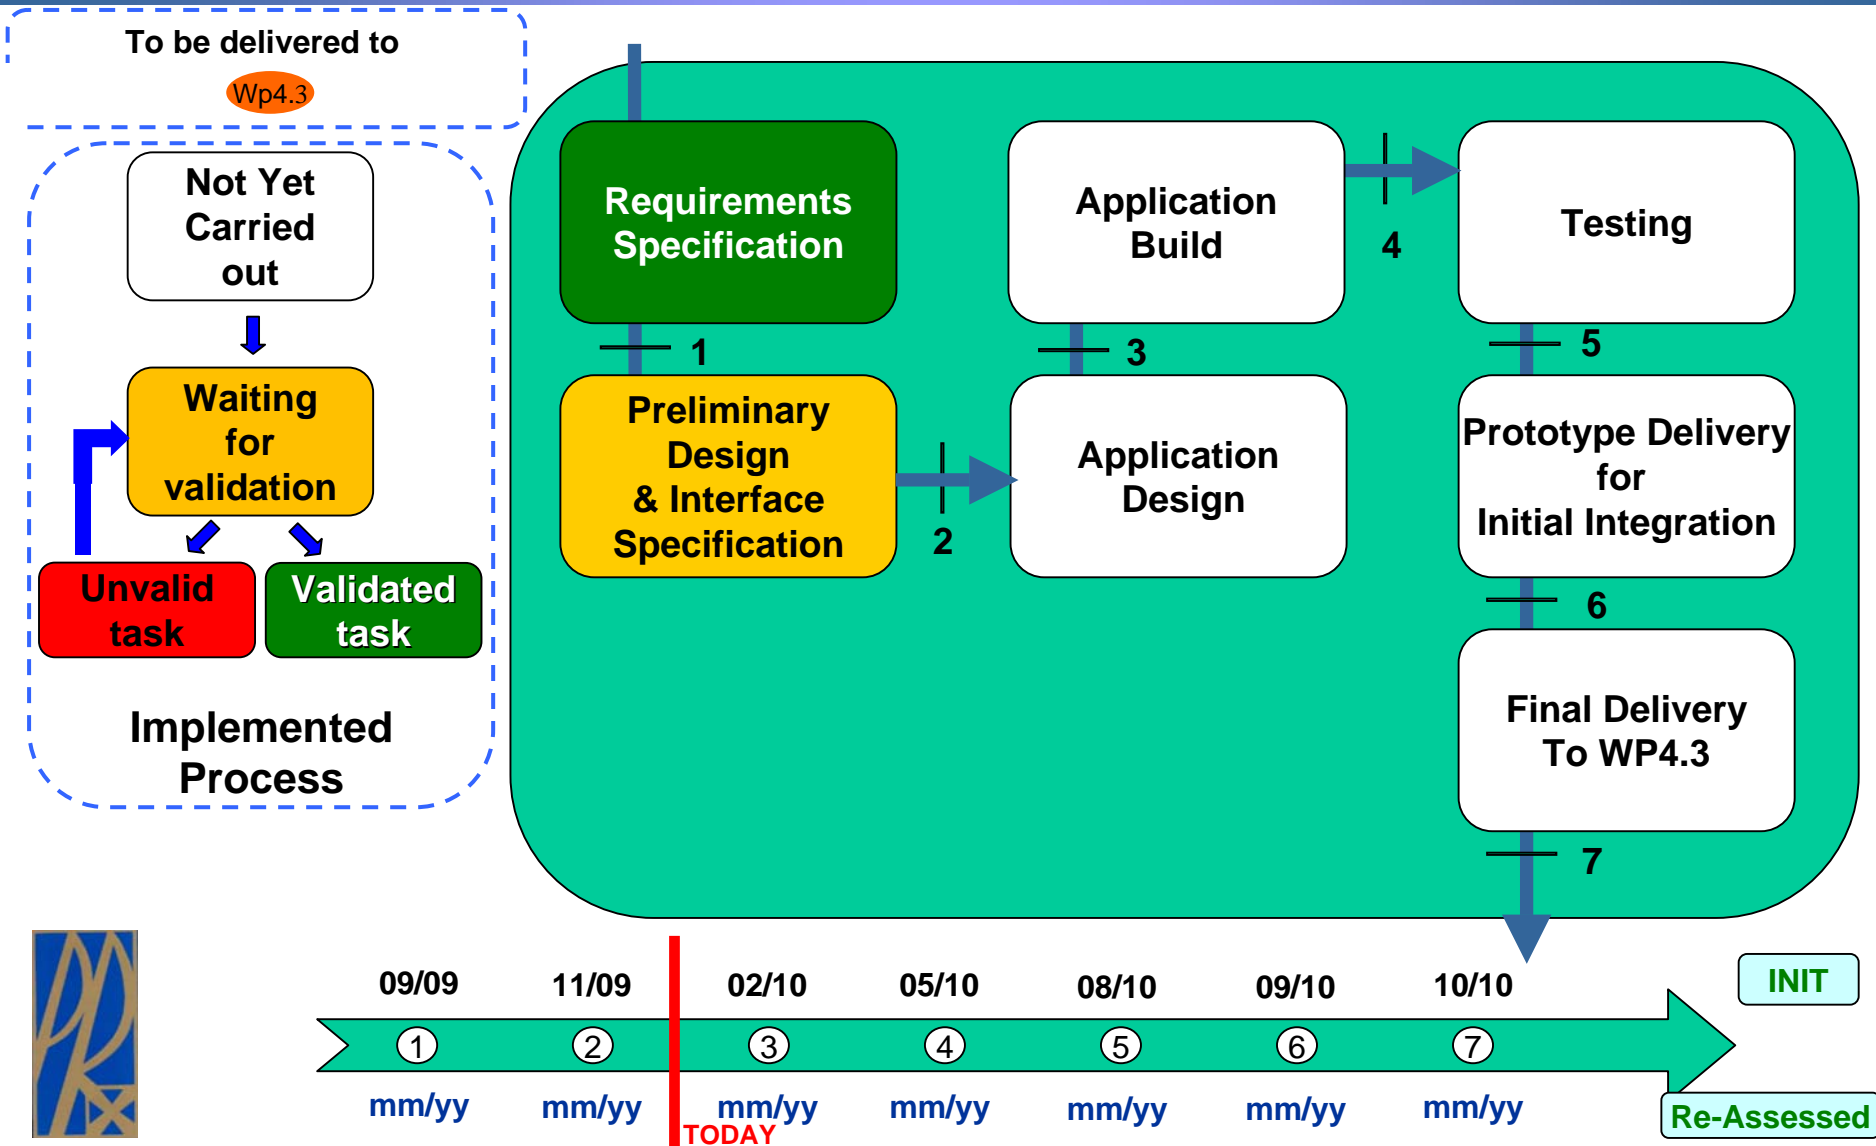 To be delivered to
Wp4.3
Not Yet
Carried
out
Waiting
for
validation
Unvalid
task
Validated
task
Implemented
Process
Requirements
Specification
1
Preliminary
Design
& Interface
Specification
2
Application
Build
3
Application
Design
4
Testing
5
Prototype Delivery
for
Initial Integration
6
Final Delivery
To WP4.3
7
09/09
11/09
02/10
05/10
08/10
09/10
10/10
INIT
1
2
3
4
5
6
7
mm/yy
mm/yy
mm/yy
mm/yy
mm/yy
mm/yy
mm/yy
TODAY
Re-Assessed